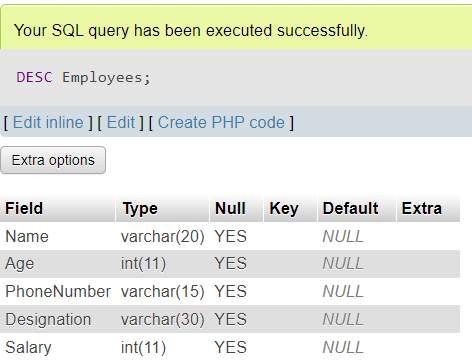 Your SQL query has been executed successfully.
DESC Employees;
[ Edit inline ] [ Edit ] [ Create PHP code ]
Extra options
Field Type Null Key Default Extra
Name varchar(20) YES NULL
Age int(11) YES NULL
PhoneNumber varchar(15) YES NULL
Designation varchar(30) YES NULL
Salary int(11) YES NULL